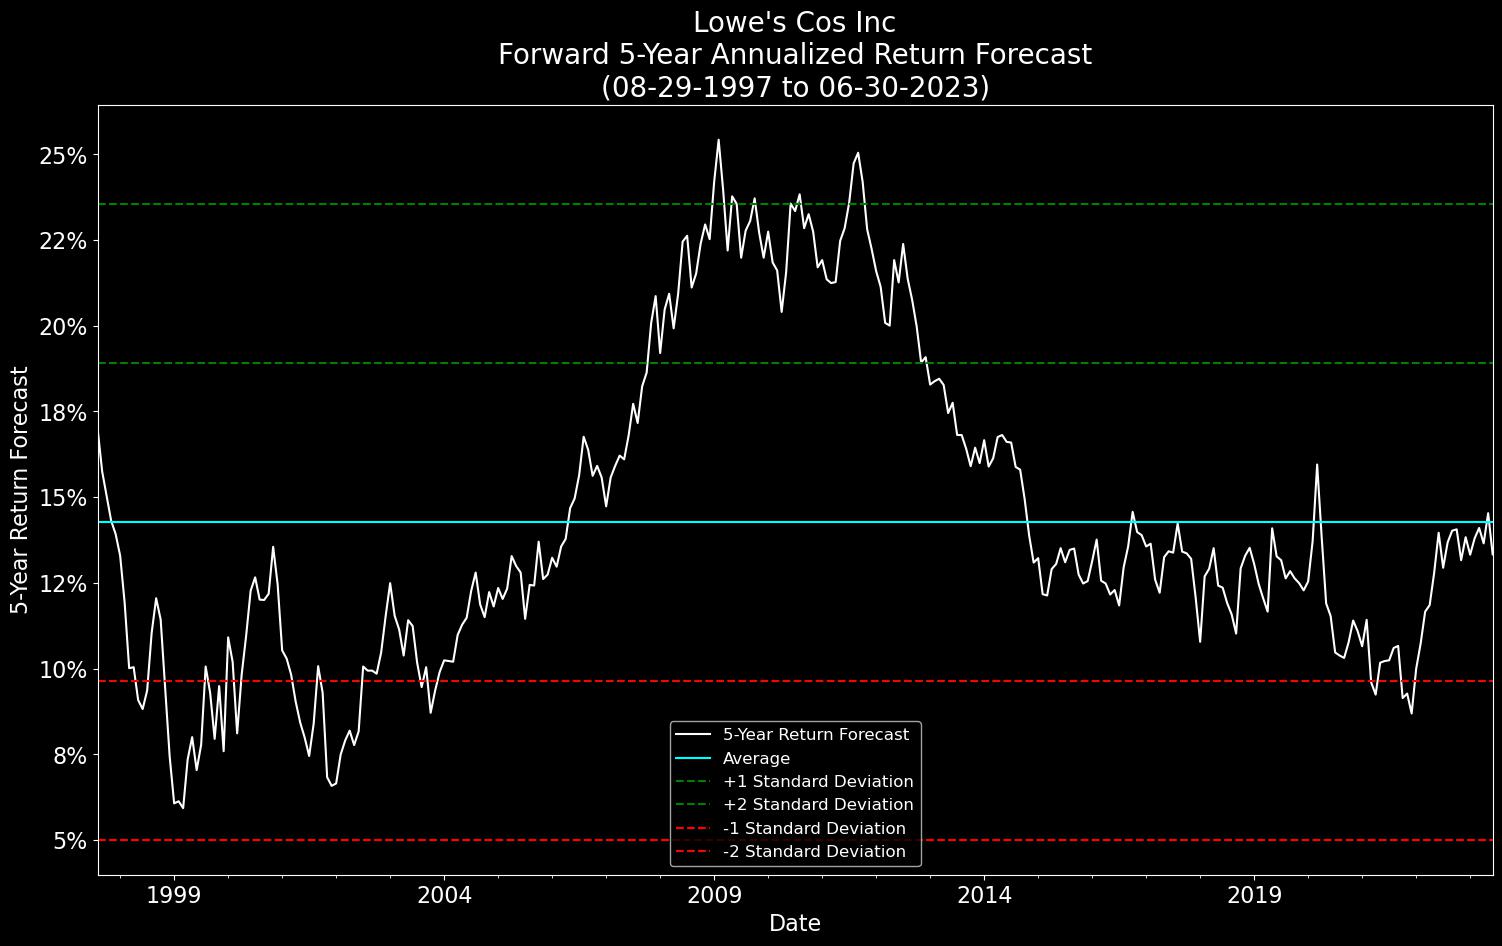 Lowe's Cos Inc
Forward 5-Year Annualized Return Forecast
(08-29-1997 to 06-30-2023)
25%
22%
20%
18%
15%
12%
10%
8%
5%
5-Year Return Forecast
5-Year Return Forecast
Average
+1 Standard Deviation
+2 Standard Deviation
-1 Standard Deviation
-2 Standard Deviation
1999
2004
2009
2014
2019
Date